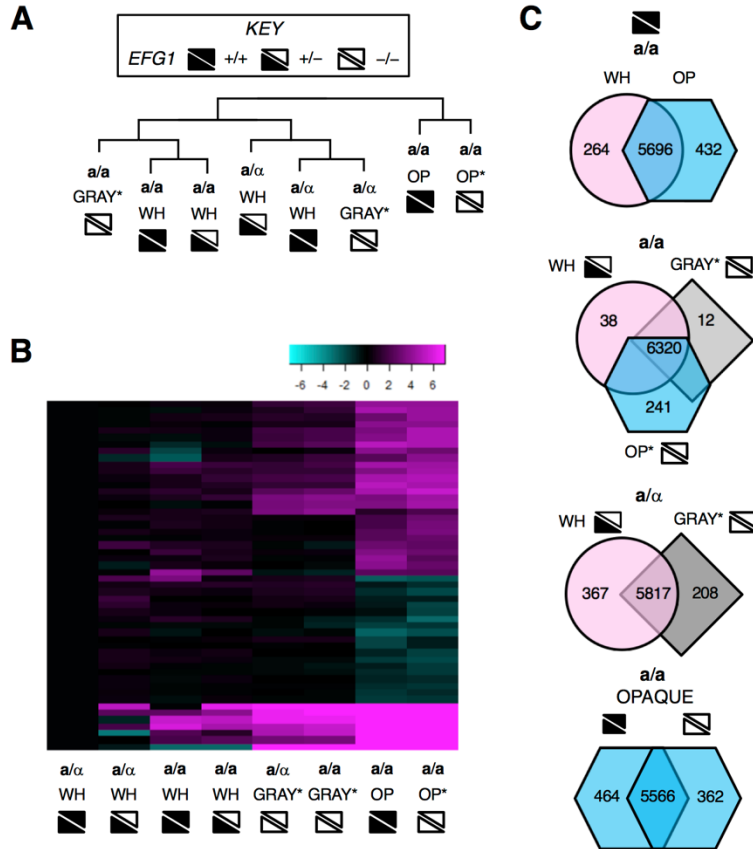 A
KEY
EFG1 +/+ +/– –/–
a/a GRAY*
a/a WH
a/a WH
a/α WH
a/α WH
a/α GRAY*
a/a OP
a/a OP*
B
-6 -4 -2 0 2 4 6
a/α a/α a/a a/a a/α a/a a/a a/a
WH WH WH WH GRAY* GRAY* OP OP*
C
a/a
WH OP
264 5696 432
a/a
WH GRAY*
38 12
6320
241
OP*
a/α
WH GRAY*
367 5817 208
a/a
OPAQUE
464 5566 362